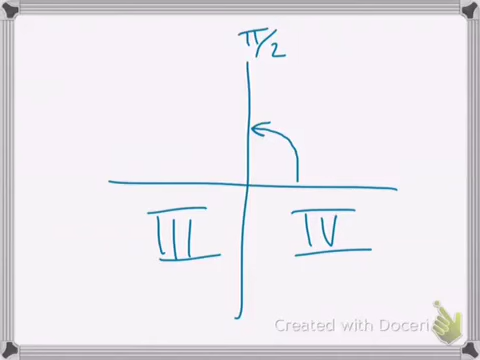 π/2
III
IV
Created with Doceri